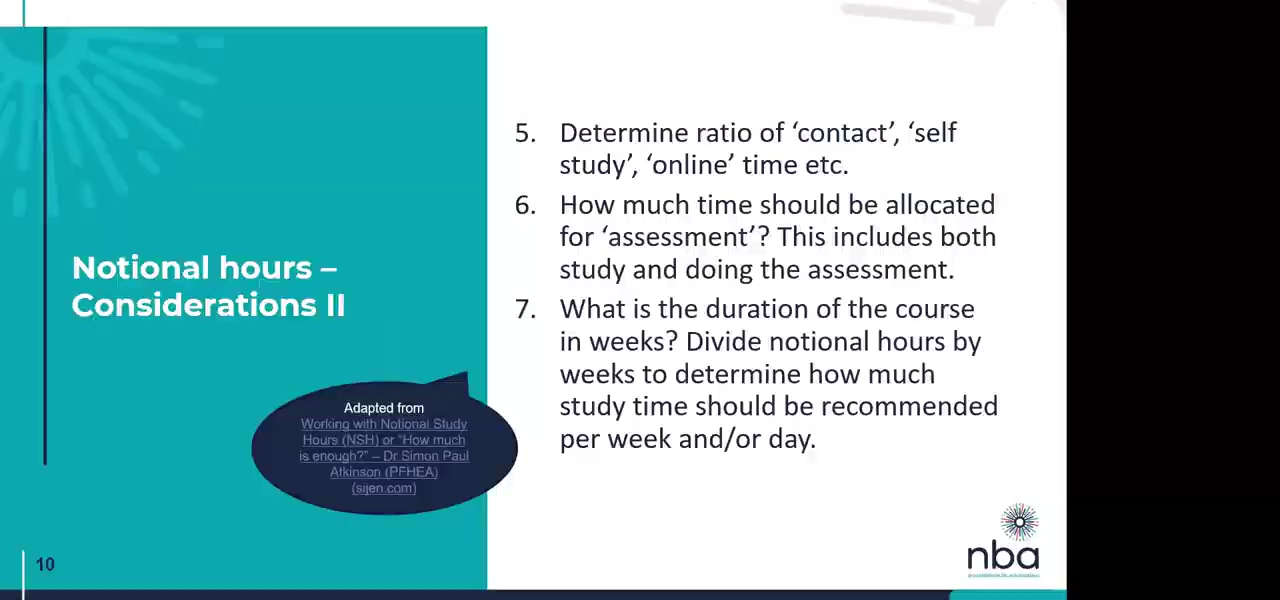 Notional hours –
Considerations II
5. Determine ratio of ‘contact’, ‘self
study’, ‘online’ time etc.
6. How much time should be allocated
for ‘assessment’? This includes both
study and doing the assessment.
7. What is the duration of the course
in weeks? Divide notional hours by
weeks to determine how much
study time should be recommended
per week and/or day.
Adapted from
Working with Notional Study
Hours (NSH) or “How much
is enough?” – Dr Simon Paul
Atkinson (PFHEA)
(sijen.com)
10
nba